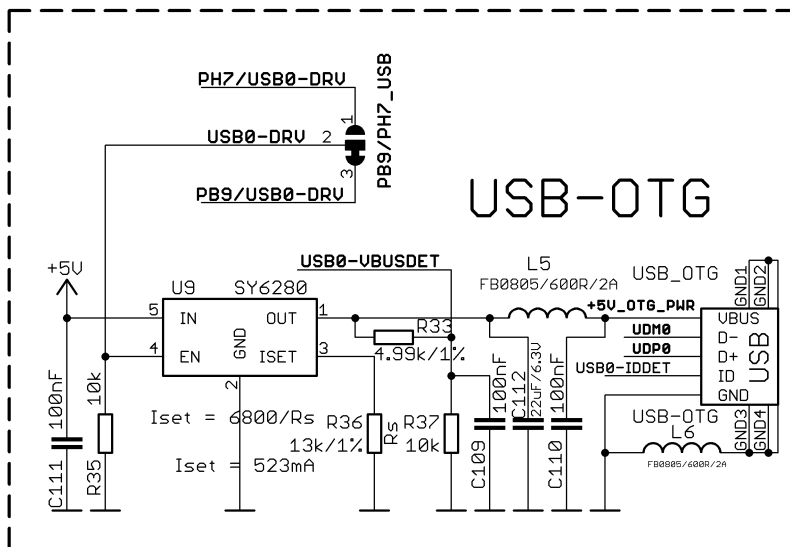 PH7/USB0-DRV
1
USB0-DRV
2
3
PB9/PH7_USB
PB9/USB0-DRV
USB-OTG
USB0-VBUSDET
+5V
U9
SY6280
L5
FB0805/600R/2A
USB_OTG
GND1
GND2
+5V_OTG_PWR
5
IN
OUT
1
4
EN
GND
ISET
3
2
R33
4.99k/1%
VBUS
D-
D+
ID
GND
USB
UDM0
UDP0
USB0-IDDET
USB-OTG
GND3
GND4
L6
FB0805/600R/2A
100nF
C111
10k
R35
Iset = 6800/Rs
Iset = 523mA
R36
13k/1%
Rs
R37
10k
100nF
C109
C112
22uF/6.3V
100nF
C110